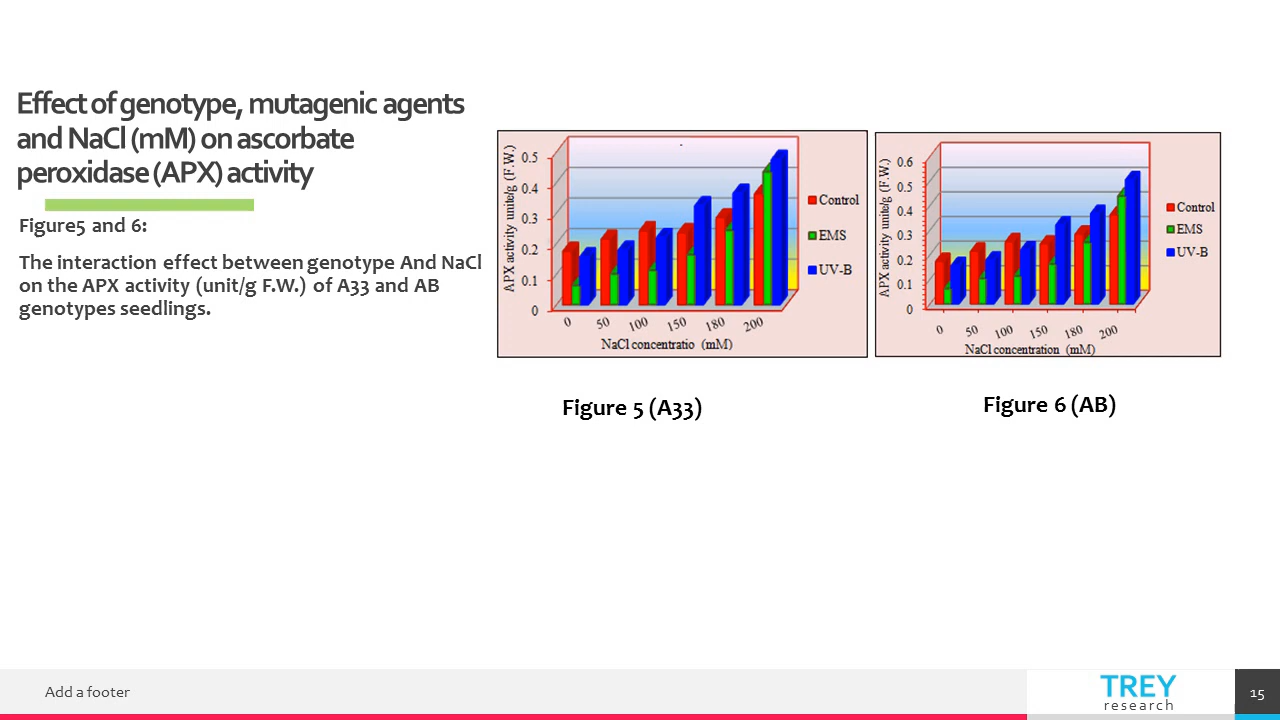 Effect of genotype, mutagenic agents
and NaCl (mM) on ascorbate
peroxidase (APX) activity
Figure5 and 6:
The interaction effect between genotype And NaCl
on the APX activity (unit/g F.W.) of A33 and AB
genotypes seedlings.
APX activity units/g (F.W.)
0.5
0.4
0.3
0.2
0.1
0
0 50 100 150 180 200
NaCl concentratio (mM)
Control
EMS
UV-B
Figure 5 (A33)
APX activity units/g (F.W.)
0.6
0.5
0.4
0.3
0.2
0.1
0
0 50 100 150 180 200
NaCl concentration (mM)
Control
EMS
UV-B
Figure 6 (AB)
Add a footer
TREY
research
15